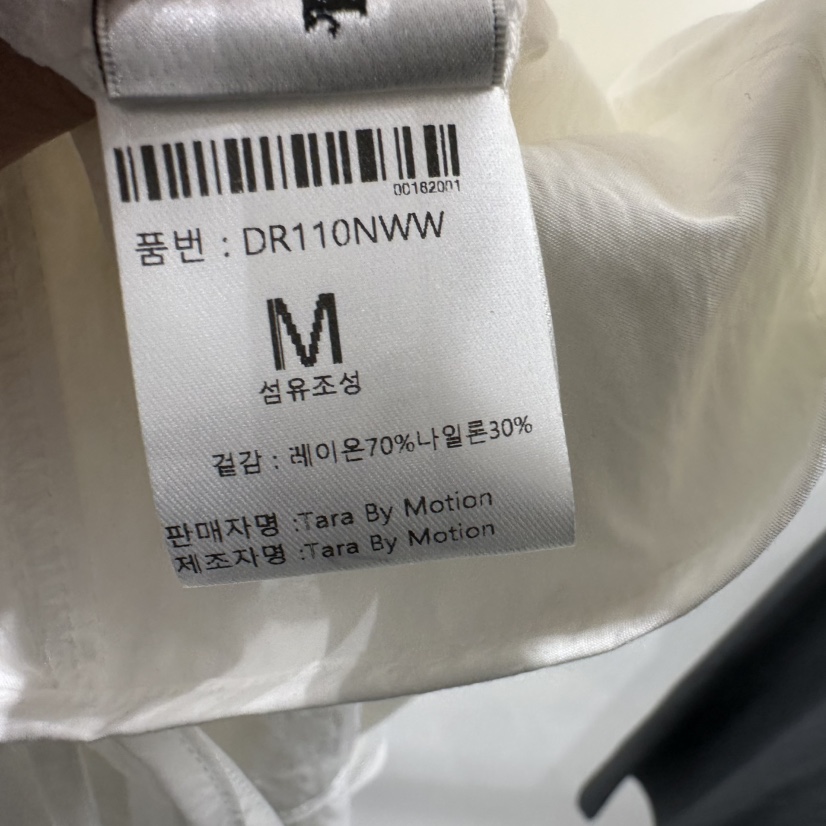 00182001
품번 : DR110NWW
M
섬유조성
겉감 : 레이온70%나일론30%
판매자명 :Tara By Motion
제조자명 :Tara By Motion